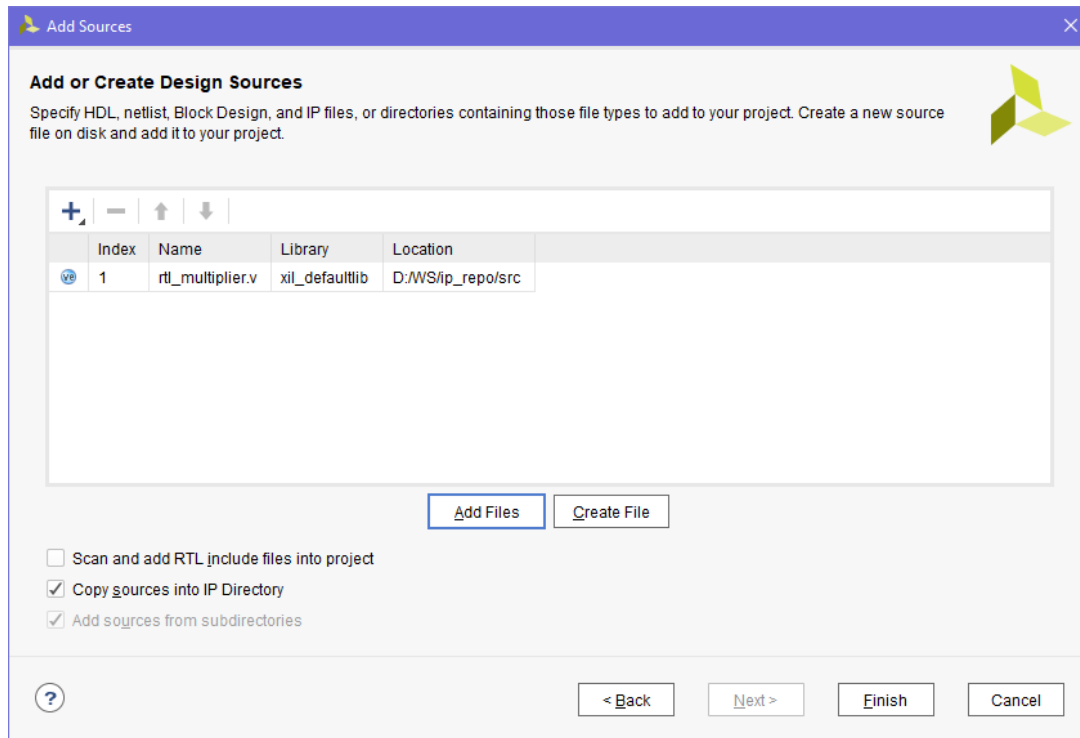 Add Sources
Add or Create Design Sources
Specify HDL, netlist, Block Design, and IP files, or directories containing those file types to add to your project. Create a new source
file on disk and add it to your project.
Index Name Library Location
1 rtl_multiplier.v xil_defaultlib D:/WS/ip_repo/src
Add Files Create File
Scan and add RTL include files into project
Copy sources into IP Directory
Add sources from subdirectories
? < Back Next > Finish Cancel